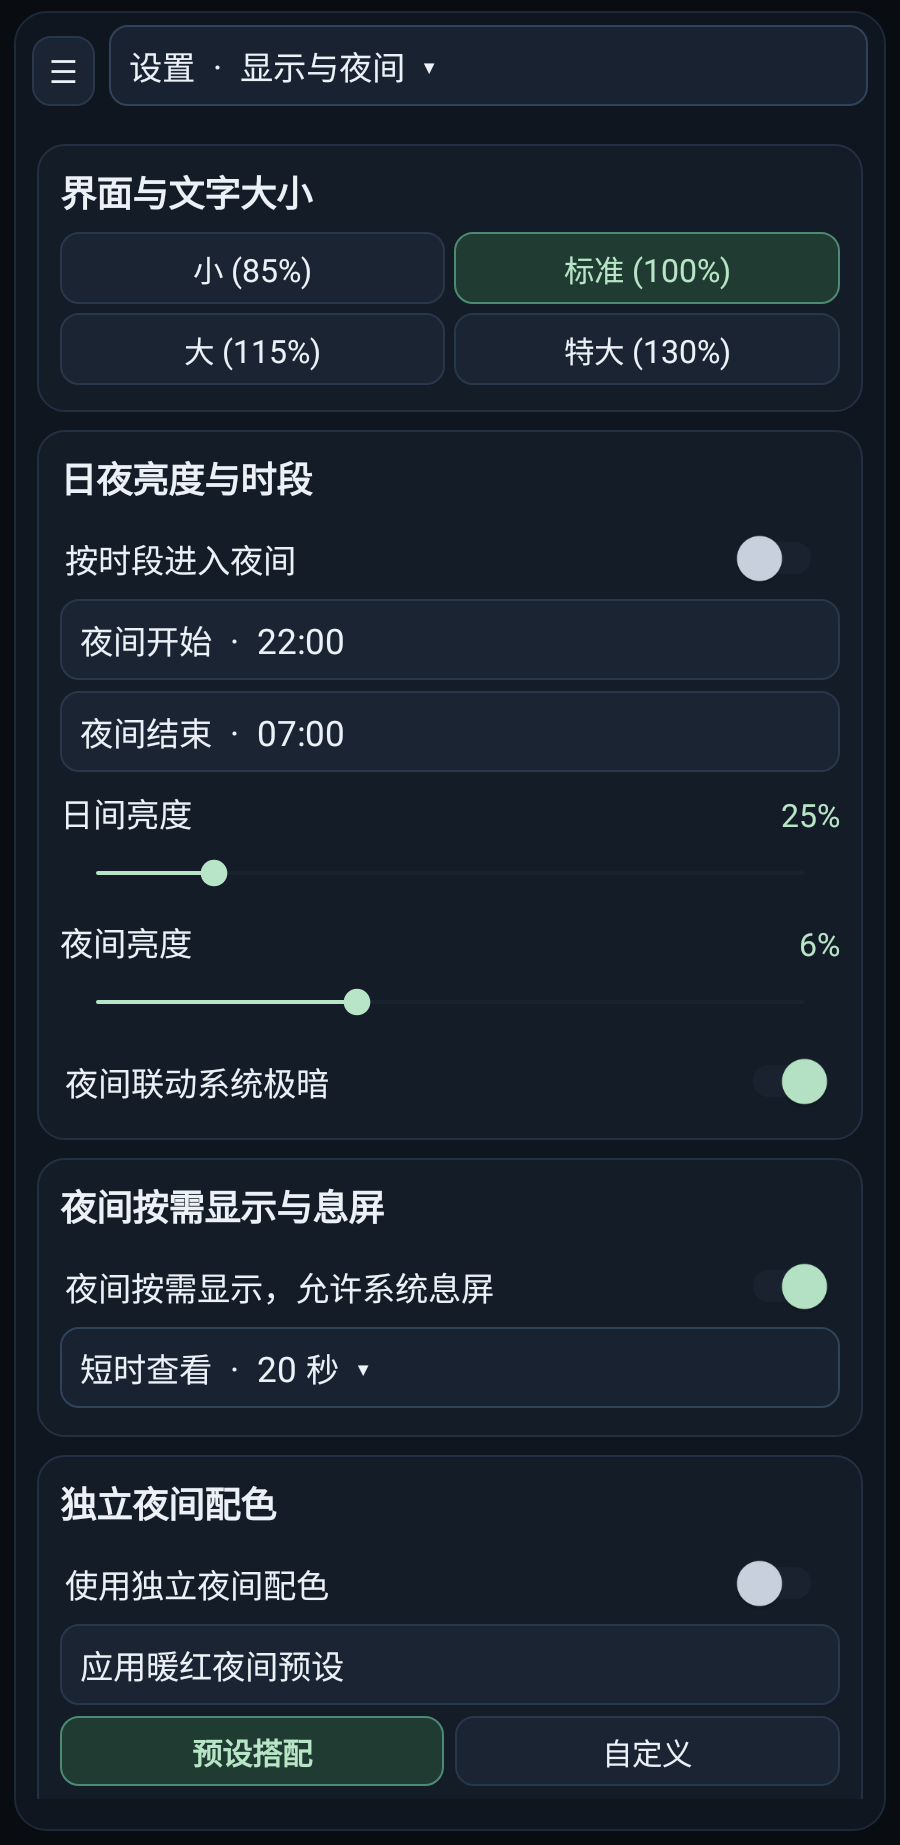 ☰ 设置 · 显示与夜间 ▾
界面与文字大小
小 (85%) 标准 (100%)
大 (115%) 特大 (130%)
日夜亮度与时段
按时段进入夜间
夜间开始 · 22:00
夜间结束 · 07:00
日间亮度 25%
夜间亮度 6%
夜间联动系统极暗
夜间按需显示与息屏
夜间按需显示，允许系统息屏
短时查看 · 20 秒 ▾
独立夜间配色
使用独立夜间配色
应用暖红夜间预设
预设搭配 自定义